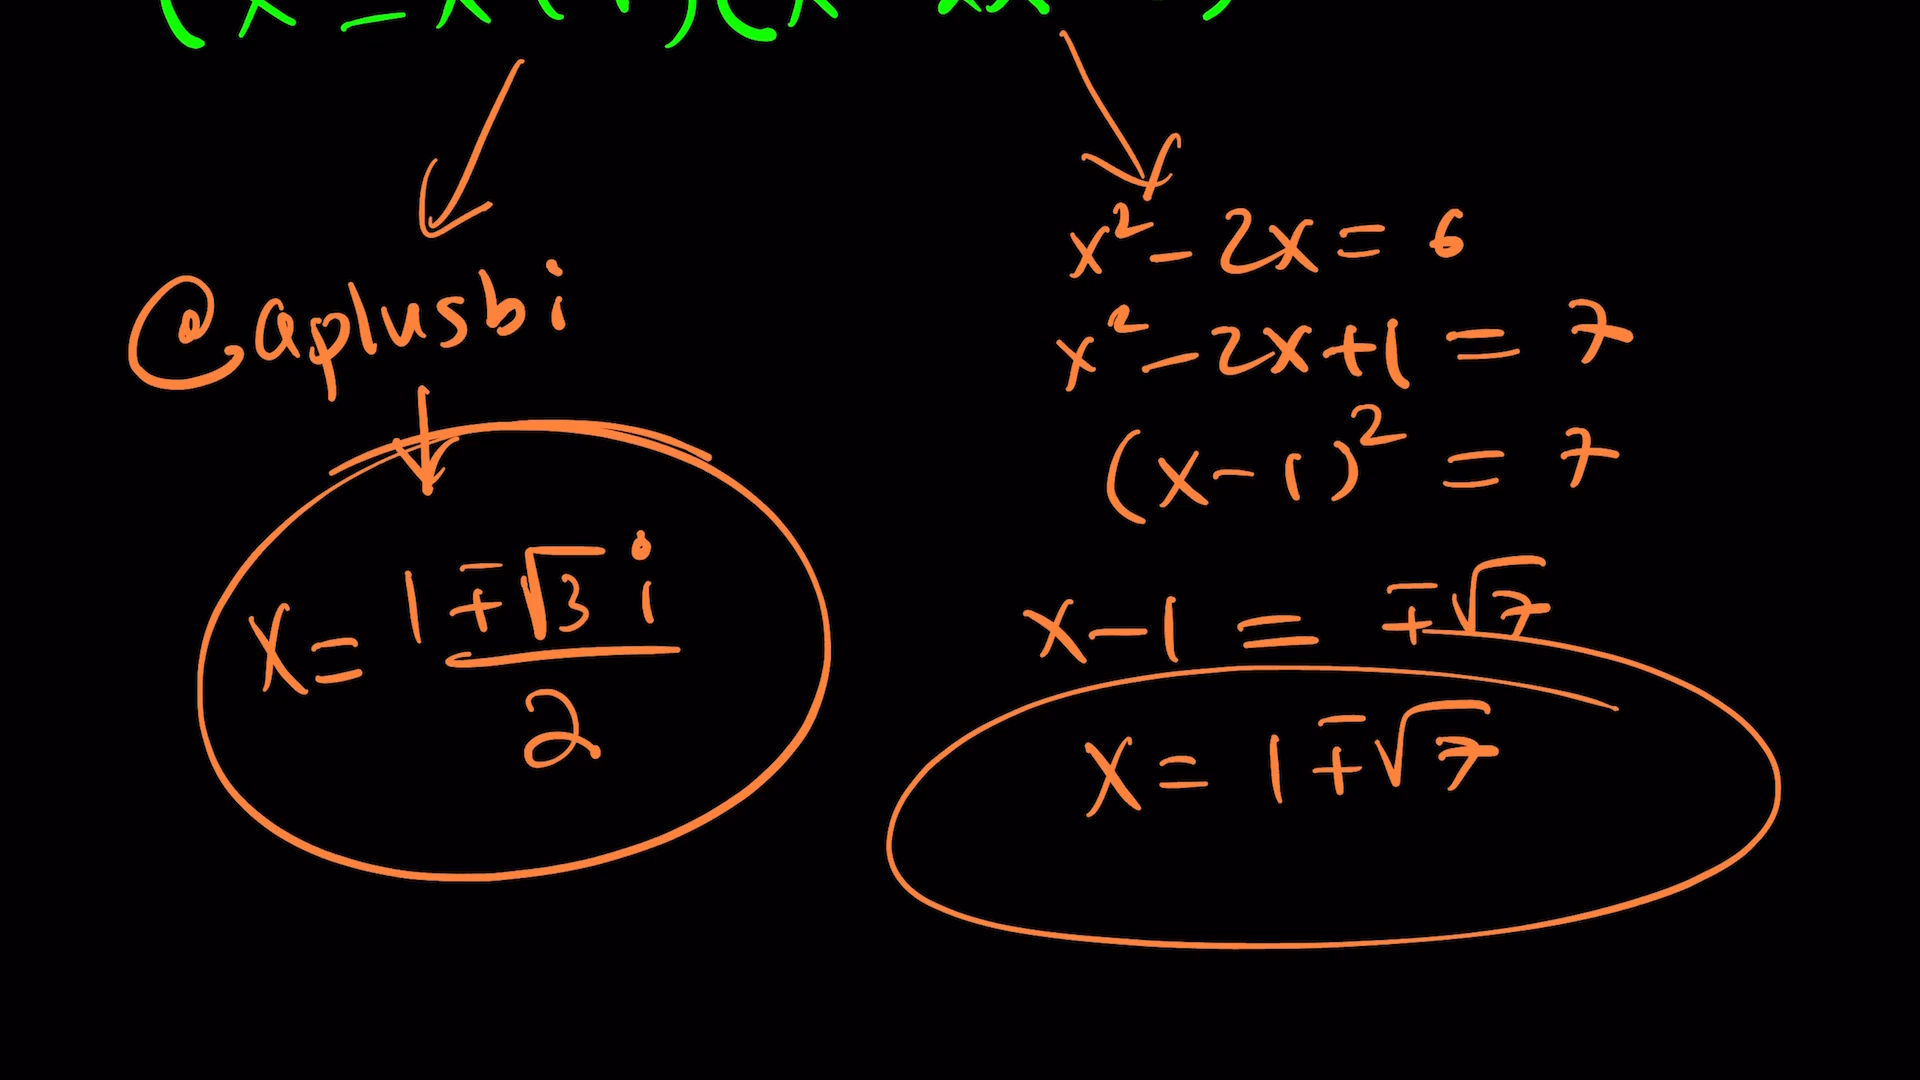 @aplusbi
x = (1 ∓ √3 i) / 2
x² - 2x = 6
x² - 2x + 1 = 7
(x - 1)² = 7
x - 1 = ∓√7
x = 1 ∓ √7